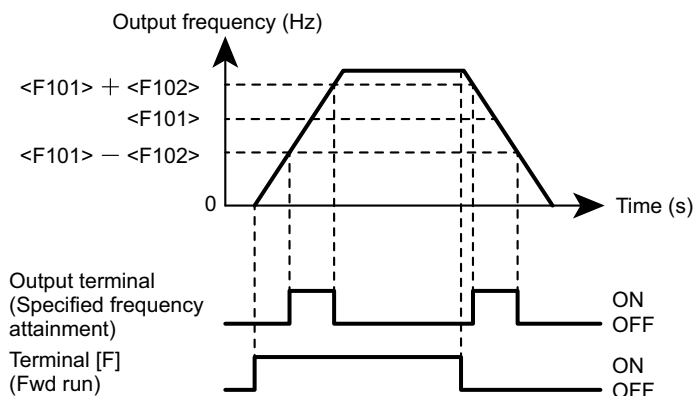 Output frequency (Hz)
<F101> + <F102>
<F101>
<F101> − <F102>
0
Time (s)
Output terminal
(Specified frequency
attainment)
ON
OFF
Terminal [F]
(Fwd run)
ON
OFF